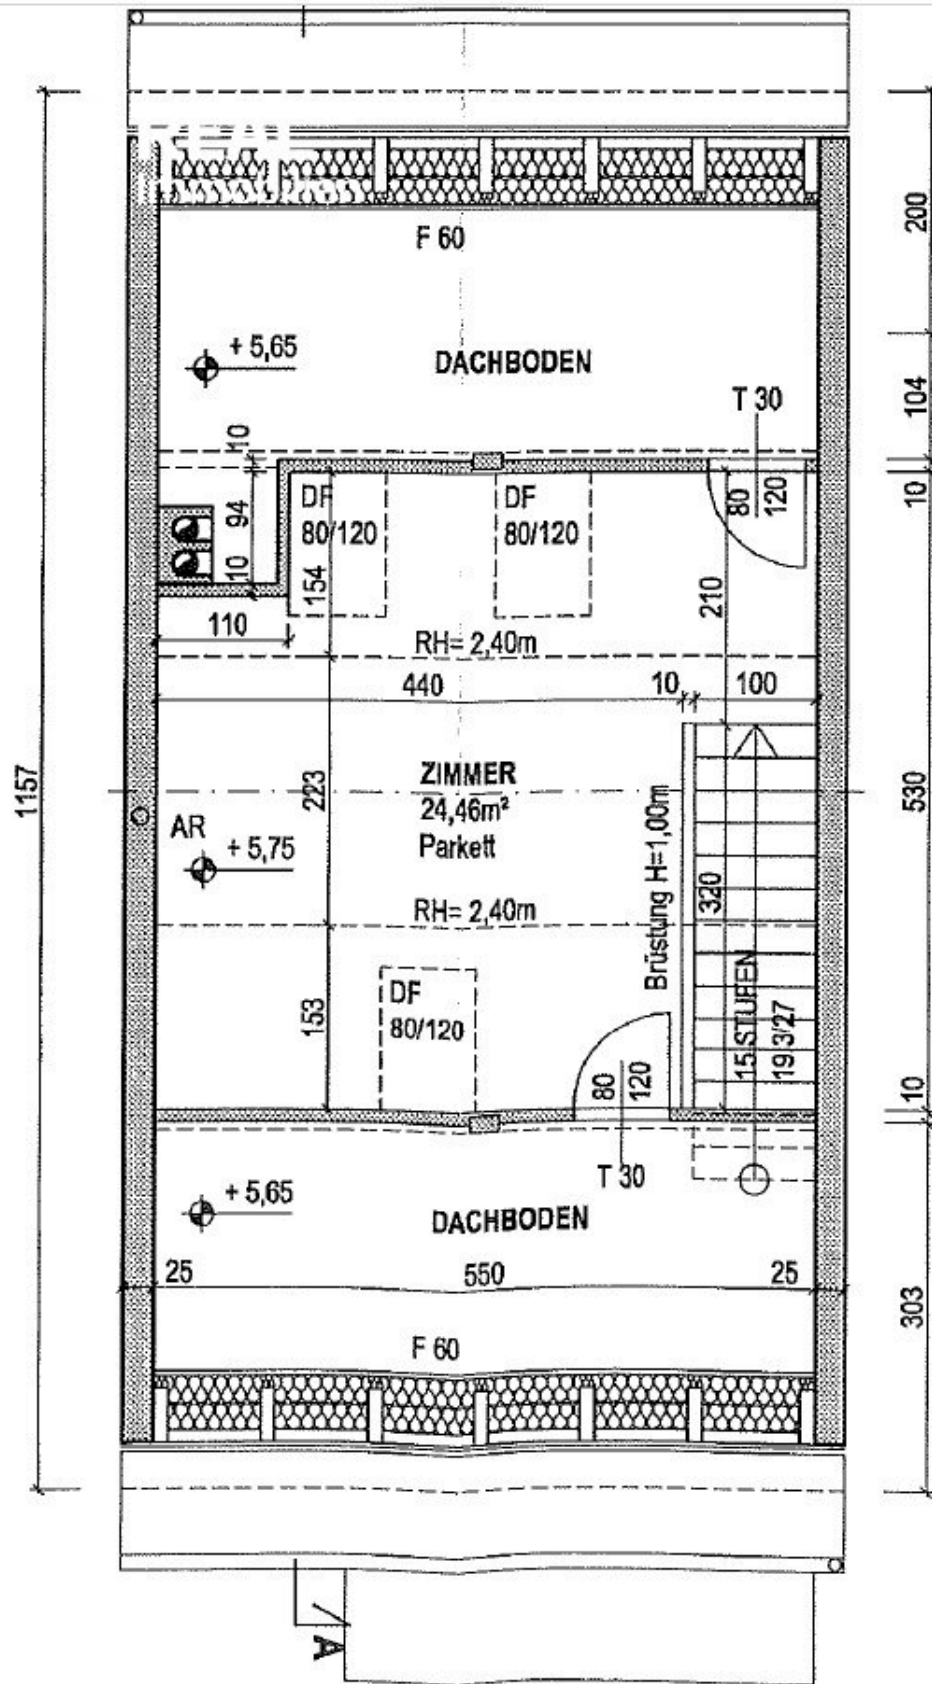 REAL
Immobilien
F 60
200
+ 5,65
DACHBODEN
T 30
104
10
10
DF
80/120
DF
80/120
80
120
94
10
154
210
110
RH= 2,40m
440
10
100
1157
ZIMMER
24,46m²
Parkett
223
530
AR
+ 5,75
Brüstung H=1,00m
320
RH= 2,40m
DF
80/120
153
15 STUFEN
19,3/27
80
120
10
T 30
+ 5,65
DACHBODEN
25
550
25
303
F 60
A